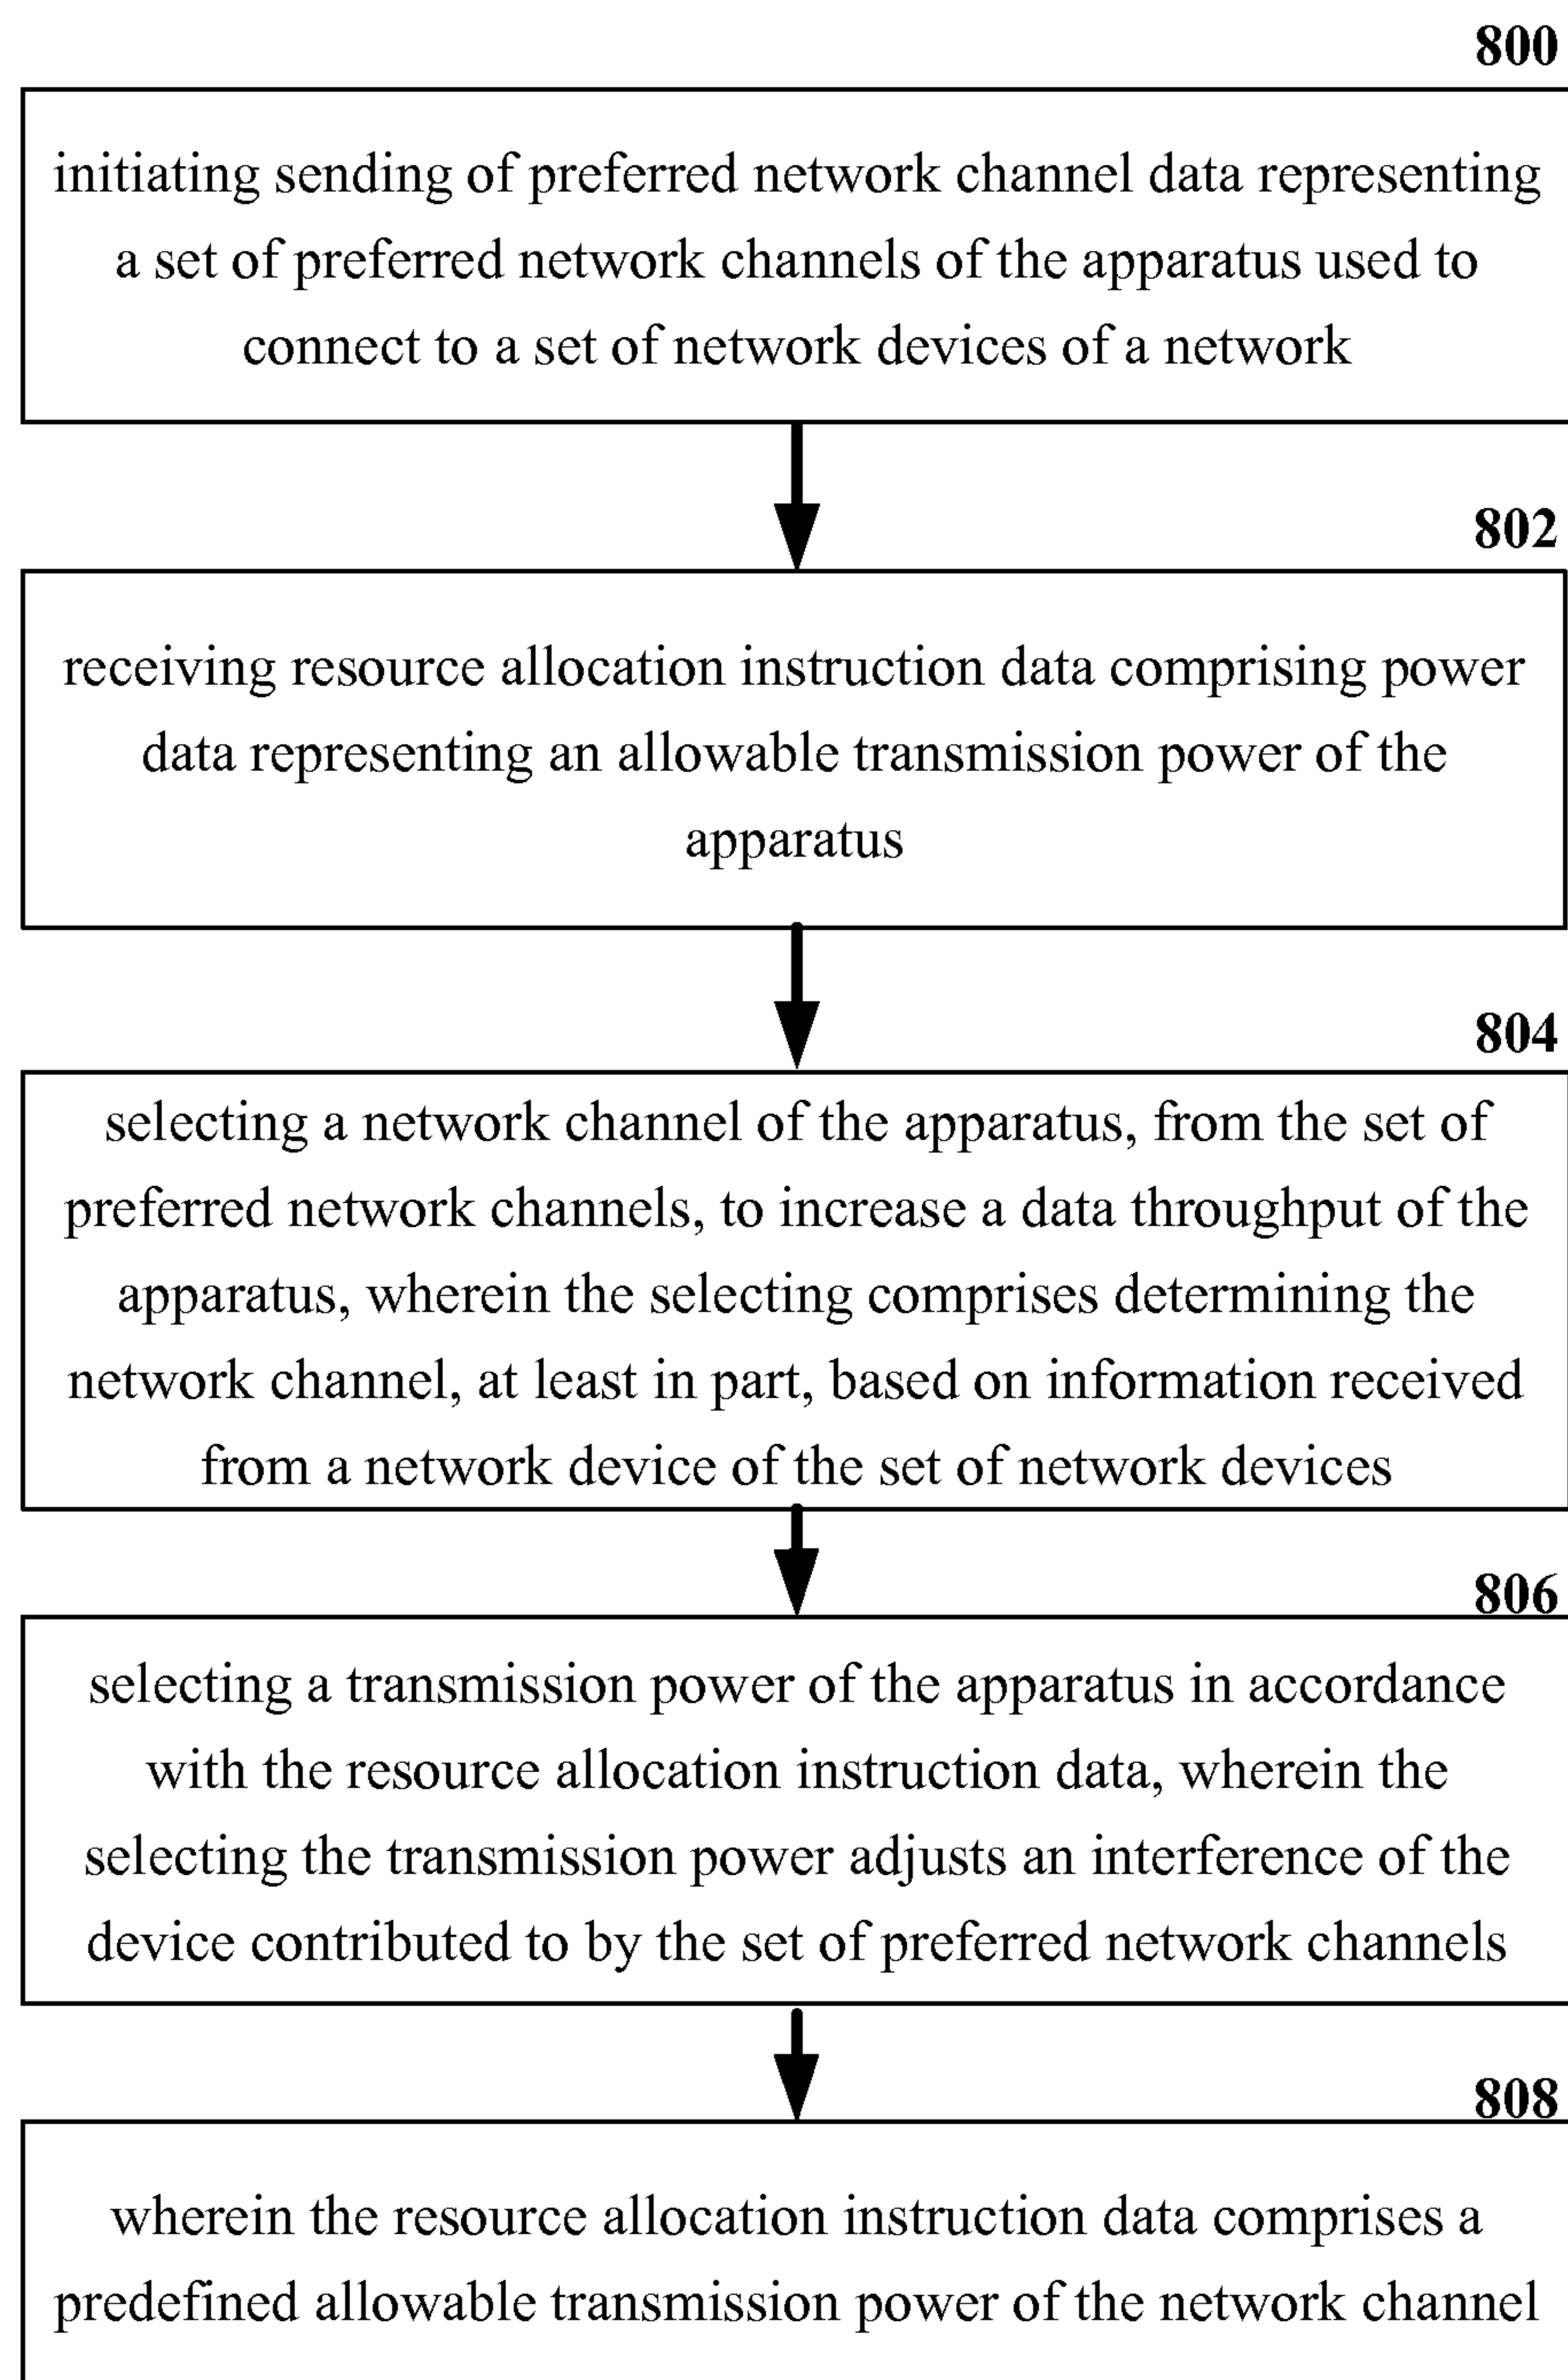 800
initiating sending of preferred network channel data representing
a set of preferred network channels of the apparatus used to
connect to a set of network devices of a network
802
receiving resource allocation instruction data comprising power
data representing an allowable transmission power of the
apparatus
804
selecting a network channel of the apparatus, from the set of
preferred network channels, to increase a data throughput of the
apparatus, wherein the selecting comprises determining the
network channel, at least in part, based on information received
from a network device of the set of network devices
806
selecting a transmission power of the apparatus in accordance
with the resource allocation instruction data, wherein the
selecting the transmission power adjusts an interference of the
device contributed to by the set of preferred network channels
808
wherein the resource allocation instruction data comprises a
predefined allowable transmission power of the network channel